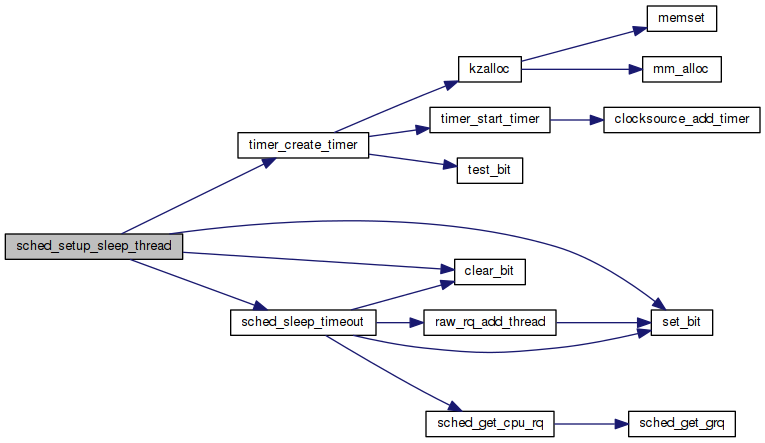 memset
kzalloc
mm_alloc
timer_start_timer
clocksource_add_timer
timer_create_timer
test_bit
sched_setup_sleep_thread
clear_bit
sched_sleep_timeout
raw_rq_add_thread
set_bit
sched_get_cpu_rq
sched_get_grq